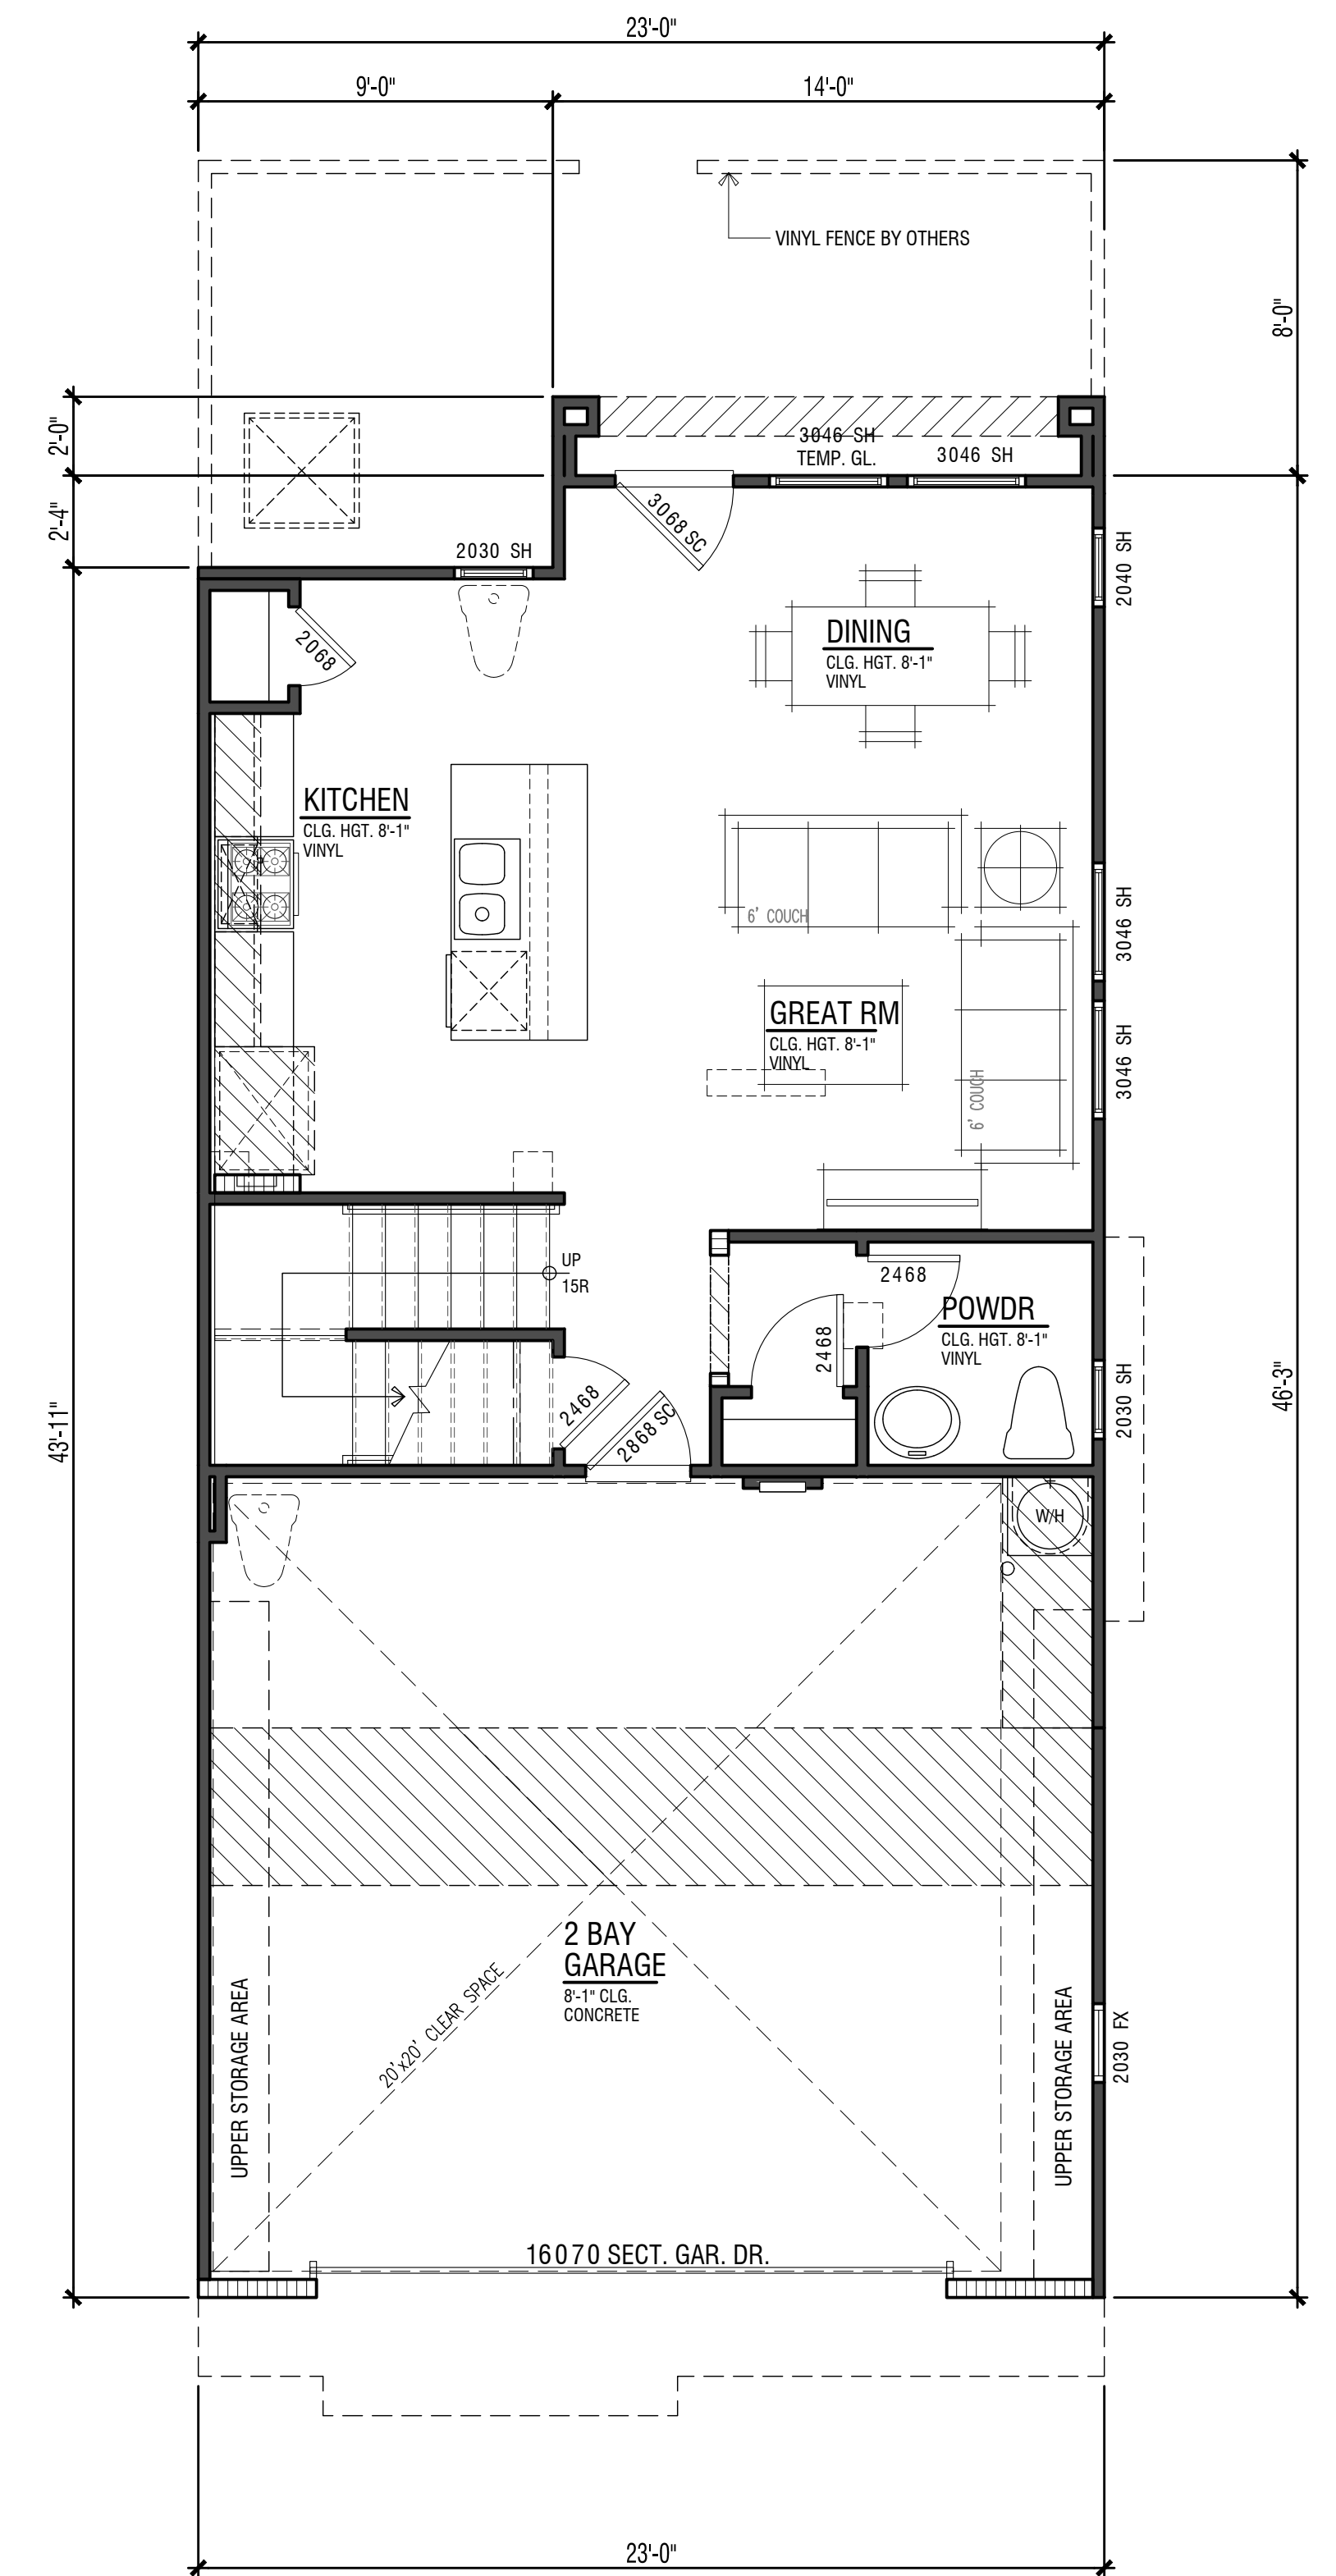 23'-0"
9'-0"
14'-0"
VINYL FENCE BY OTHERS
8'-0"
2'-0"
3046 SH
TEMP. GL.
3046 SH
2'-4"
3068 SC
2030 SH
2040 SH
2068
DINING
CLG. HGT. 8'-1"
VINYL
KITCHEN
CLG. HGT. 8'-1"
VINYL
6' COUCH
3046 SH
GREAT RM
CLG. HGT. 8'-1"
VINYL
3046 SH
6' COUCH
UP
15R
2468
POWDR
CLG. HGT. 8'-1"
VINYL
2468
2030 SH
2468
2868 SC
43'-11"
46'-3"
W/H
2 BAY
GARAGE
8'-1" CLG.
CONCRETE
20'x20' CLEAR SPACE
UPPER STORAGE AREA
UPPER STORAGE AREA
2030 FX
16070 SECT. GAR. DR.
23'-0"